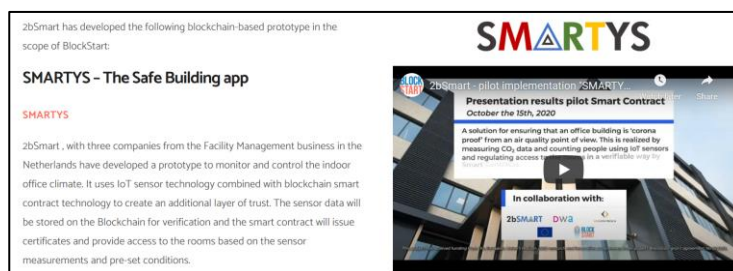 2bSmart has developed the following blockchain-based prototype in the
scope of BlockStart:
SMARTYS – The Safe Building app
SMARTYS
2bSmart , with three companies from the Facility Management business in the
Netherlands have developed a prototype to monitor and control the indoor
office climate. It uses IoT sensor technology combined with blockchain smart
contract technology to create an additional layer of trust. The sensor data will
be stored on the Blockchain for verification and the smart contract will issue
certificates and provide access to the rooms based on the sensor
measurements and pre-set conditions.
SMARTYS
BLOCK START
2bSmart - pilot implementation "SMARTY...
Share
Presentation results pilot Smart Contract
October the 15th, 2020
A solution for ensuring that an office building is 'corona
proof' from an air quality point of view. This is realized by
measuring CO₂ data and counting people using IoT sensors
and regulating access to the rooms in a verifiable way by
In collaboration with:
2bSMART
DWA
BLOCK START